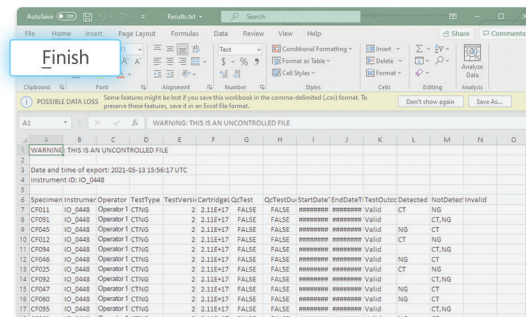 AutoSave Off Results.txt Search
File Home Insert Page Layout Formulas Data Review View Help Share Comments
Finish
Text
Conditional Formatting
Format as Table
Cell Styles
Insert
Delete
Format
Analyze
Data
Clipboard Font Alignment Number Styles Cells Editing Analysis
POSSIBLE DATA LOSS Some features might be lost if you save this workbook in the comma-delimited (.csv) format. To
preserve these features, save it in an Excel file format. Don't show again Save As...
A1 WARNING: THIS IS AN UNCONTROLLED FILE
A B C D E F G H I J K L M N O
1 WARNING: THIS IS AN UNCONTROLLED FILE
2
3 Date and time of export: 2021-05-13 15:56:17 UTC
4 Instrument ID: IO_0448
5
6 Specimen Instrumer Operator TestType TestVersic Cartridgel QcTest QcTestDu StartDateT EndDateTi TestOutco Detected NotDetec Invalid
7 CF011 IO_0448 Operator 1 CTNG 2 2.11E+17 FALSE FALSE ######## ######## Valid CT NG
8 CF091 IO_0448 Operator 1 CTNG 2 2.11E+17 FALSE FALSE ######## ######## Valid CT,NG
9 CF045 IO_0448 Operator 1 CTNG 2 2.11E+17 FALSE FALSE ######## ######## Valid NG CT
10 CF012 IO_0448 Operator 1 CTNG 2 2.11E+17 FALSE FALSE ######## ######## Valid CT NG
11 CF094 IO_0448 Operator 1 CTNG 2 2.11E+17 FALSE FALSE ######## ######## Valid CT,NG
12 CF046 IO_0448 Operator 1 CTNG 2 2.11E+17 FALSE FALSE ######## ######## Valid NG CT
13 CF025 IO_0448 Operator 1 CTNG 2 2.11E+17 FALSE FALSE ######## ######## Valid CT NG
14 CF092 IO_0448 Operator 1 CTNG 2 2.11E+17 FALSE FALSE ######## ######## Valid CT,NG
15 CF047 IO_0448 Operator 1 CTNG 2 2.11E+17 FALSE FALSE ######## ######## Valid NG CT
16 CF060 IO_0448 Operator 1 CTNG 2 2.11E+17 FALSE FALSE ######## ######## Valid NG CT
17 CF095 IO_0448 Operator 1 CTNG 2 2.11E+17 FALSE FALSE ######## ######## Valid CT,NG